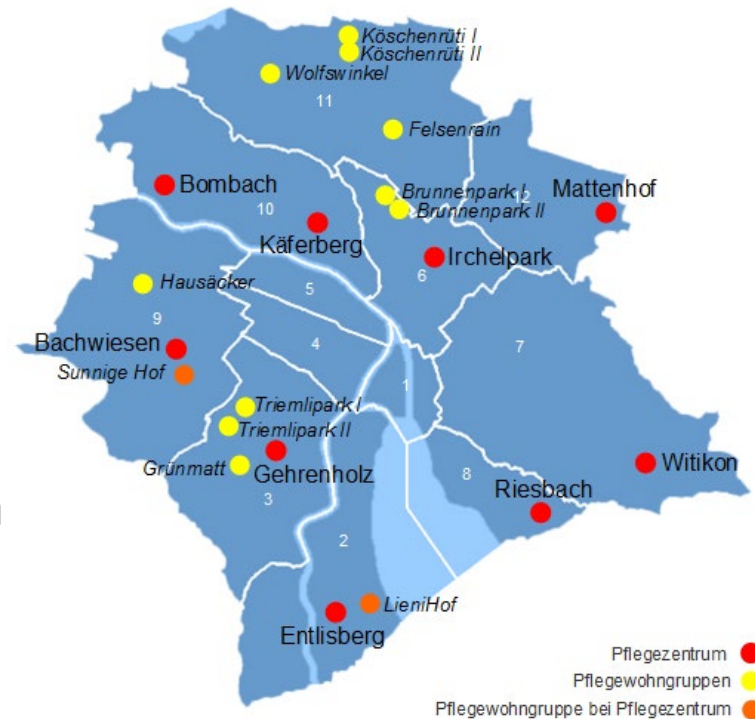 Köschenrüti I
Köschenrüti II
Wolfswinkel
11
Felsenrain
Bombach
Brunnenpark I
12
Mattenhof
Brunnenpark II
10
Käferberg
Irchelpark
6
Hausäcker
5
9
4
7
Bachwiesen
Sunnige Hof
1
Triemlipark I
Triemlipark II
Grünmatt
Gehrenholz
Witikon
8
Riesbach
3
2
LieniHof
Entlisberg
Pflegezentrum
Pflegewohngruppen
Pflegewohngruppe bei Pflegezentrum